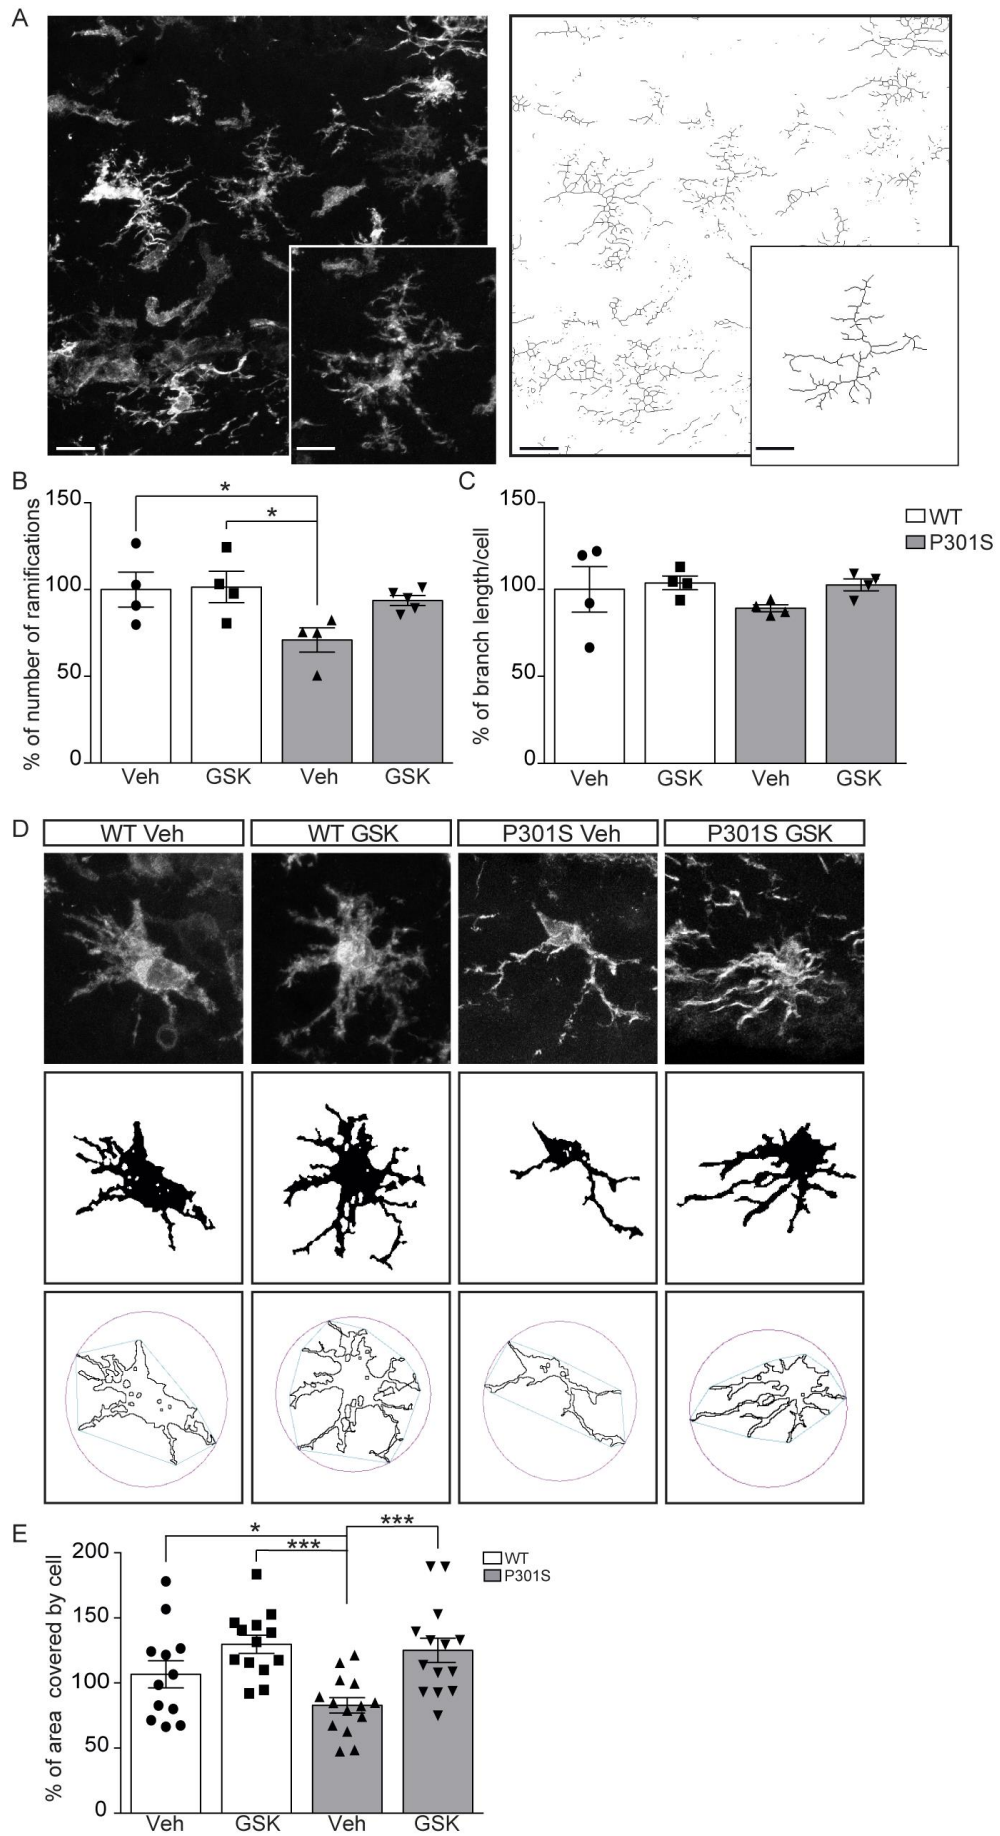 A
B
% of number of ramifications
150
100
50
0
*
*
Veh
GSK
Veh
GSK
C
% of branch length/cell
150
100
50
0
Veh
GSK
Veh
GSK
WT
P301S
D
WT Veh
WT GSK
P301S Veh
P301S GSK
E
% of area covered by cell
200
150
100
50
0
*
***
***
Veh
GSK
Veh
GSK
WT
P301S